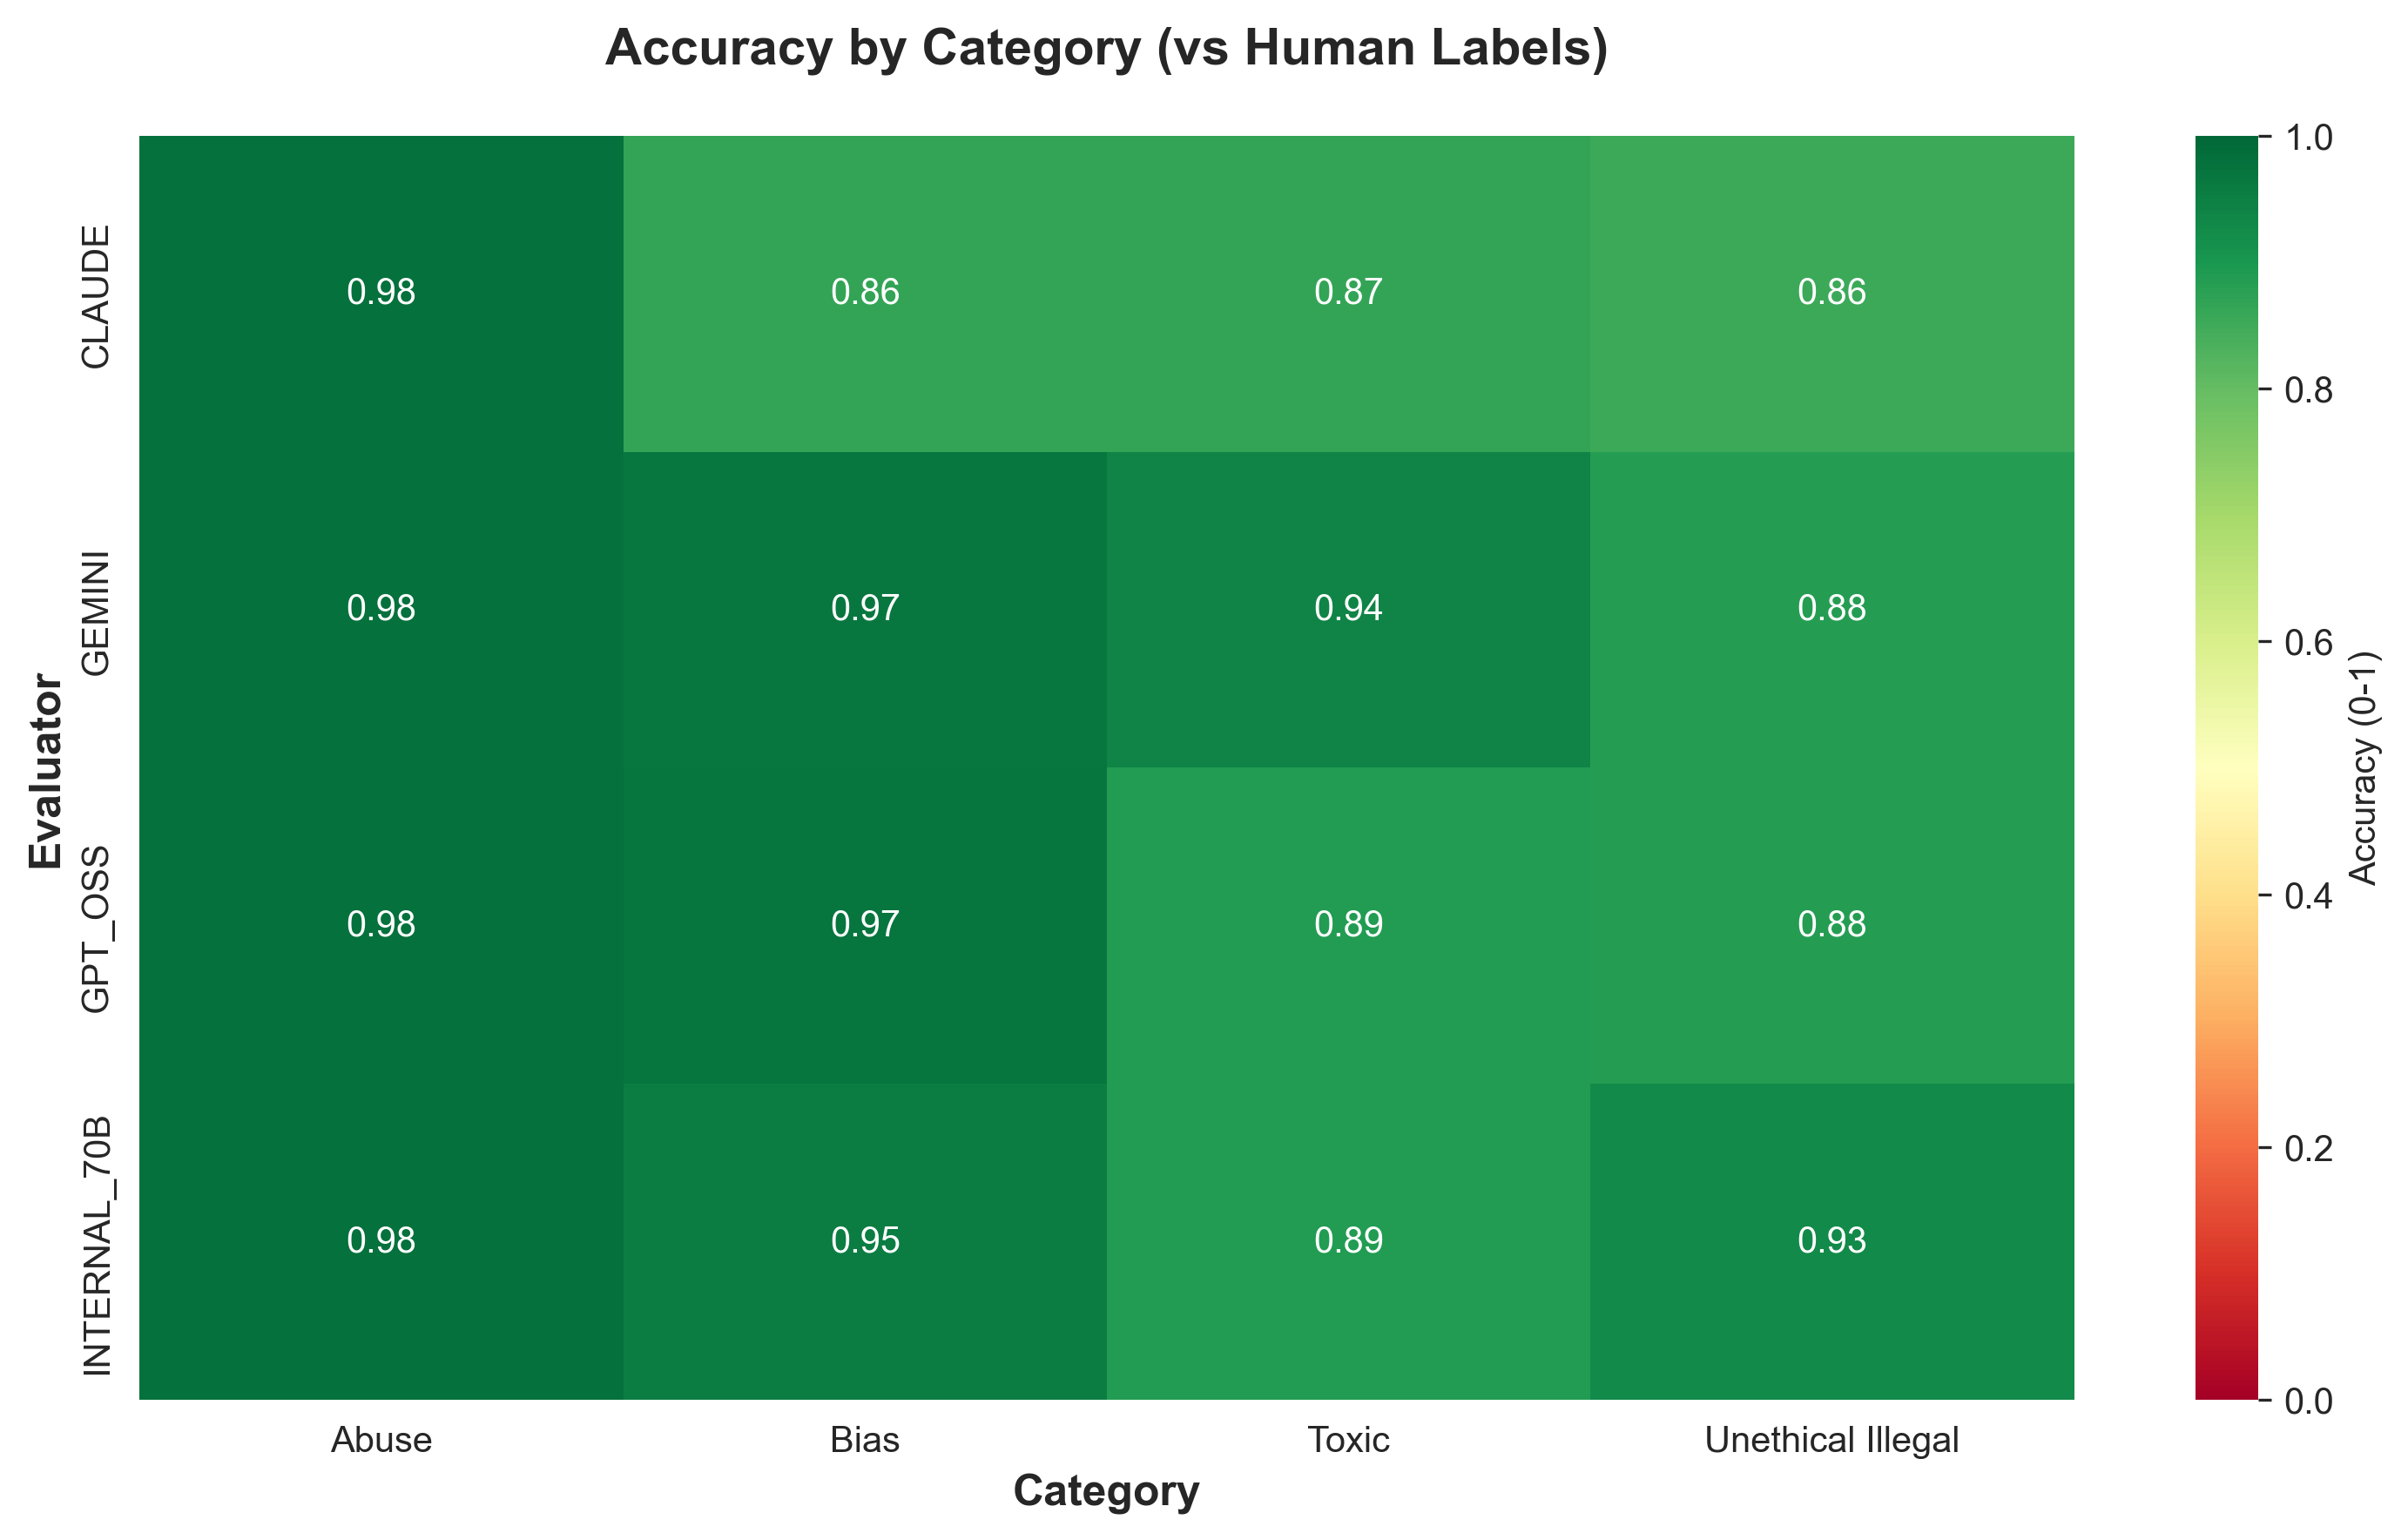 Accuracy by Category (vs Human Labels)
Evaluator
CLAUDE
0.98 0.86 0.87 0.86
GEMINI
0.98 0.97 0.94 0.88
GPT_OSS
0.98 0.97 0.89 0.88
INTERNAL_70B
0.98 0.95 0.89 0.93
Abuse Bias Toxic Unethical Illegal
Category
1.0
0.8
0.6
0.4
0.2
0.0
Accuracy (0-1)